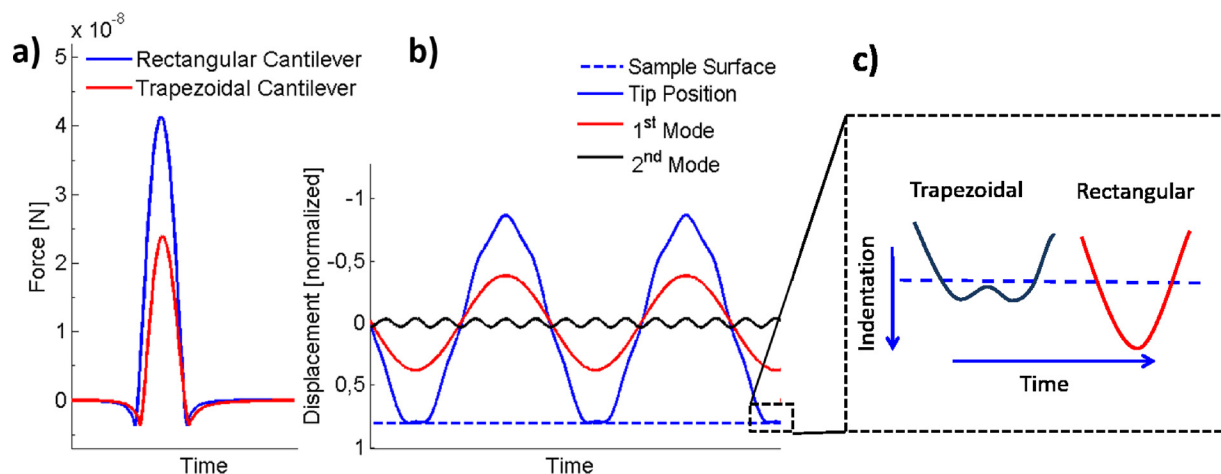 a)
x 10⁻⁸
5
4
3
2
1
0
Force [N]
Time
Rectangular Cantilever
Trapezoidal Cantilever
b)
Sample Surface
Tip Position
1st Mode
2nd Mode
Displacement [normalized]
-1
-0,5
0
0,5
1
Time
c)
Trapezoidal
Rectangular
Indentation
Time